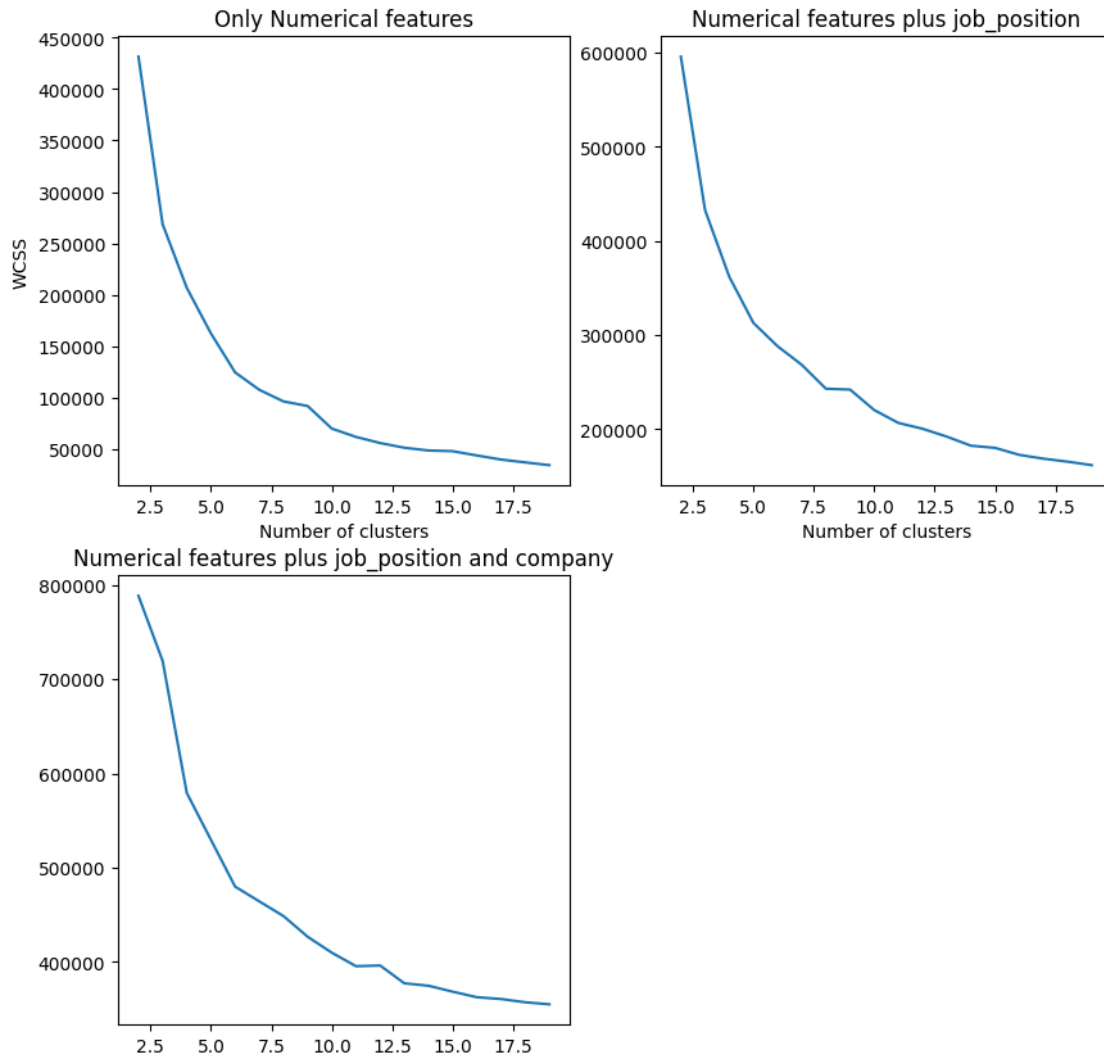 Only Numerical features
450000
400000
350000
300000
250000
200000
150000
100000
50000
WCSS
2.5 5.0 7.5 10.0 12.5 15.0 17.5
Number of clusters
Numerical features plus job_position
600000
500000
400000
300000
200000
2.5 5.0 7.5 10.0 12.5 15.0 17.5
Number of clusters
Numerical features plus job_position and company
800000
700000
600000
500000
400000
2.5 5.0 7.5 10.0 12.5 15.0 17.5